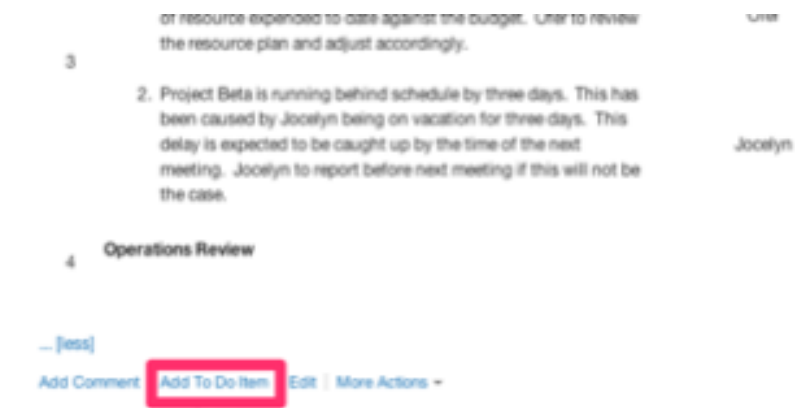 of resource expended to date against the budget. Ofer to review
Ofer
the resource plan and adjust accordingly.
3
2. Project Beta is running behind schedule by three days. This has
been caused by Jocelyn being on vacation for three days. This
delay is expected to be caught up by the time of the next
Jocelyn
meeting. Jocelyn to report before next meeting if this will not be
the case.
Operations Review
4
... [less]
Add Comment | Add To Do Item | Edit | More Actions